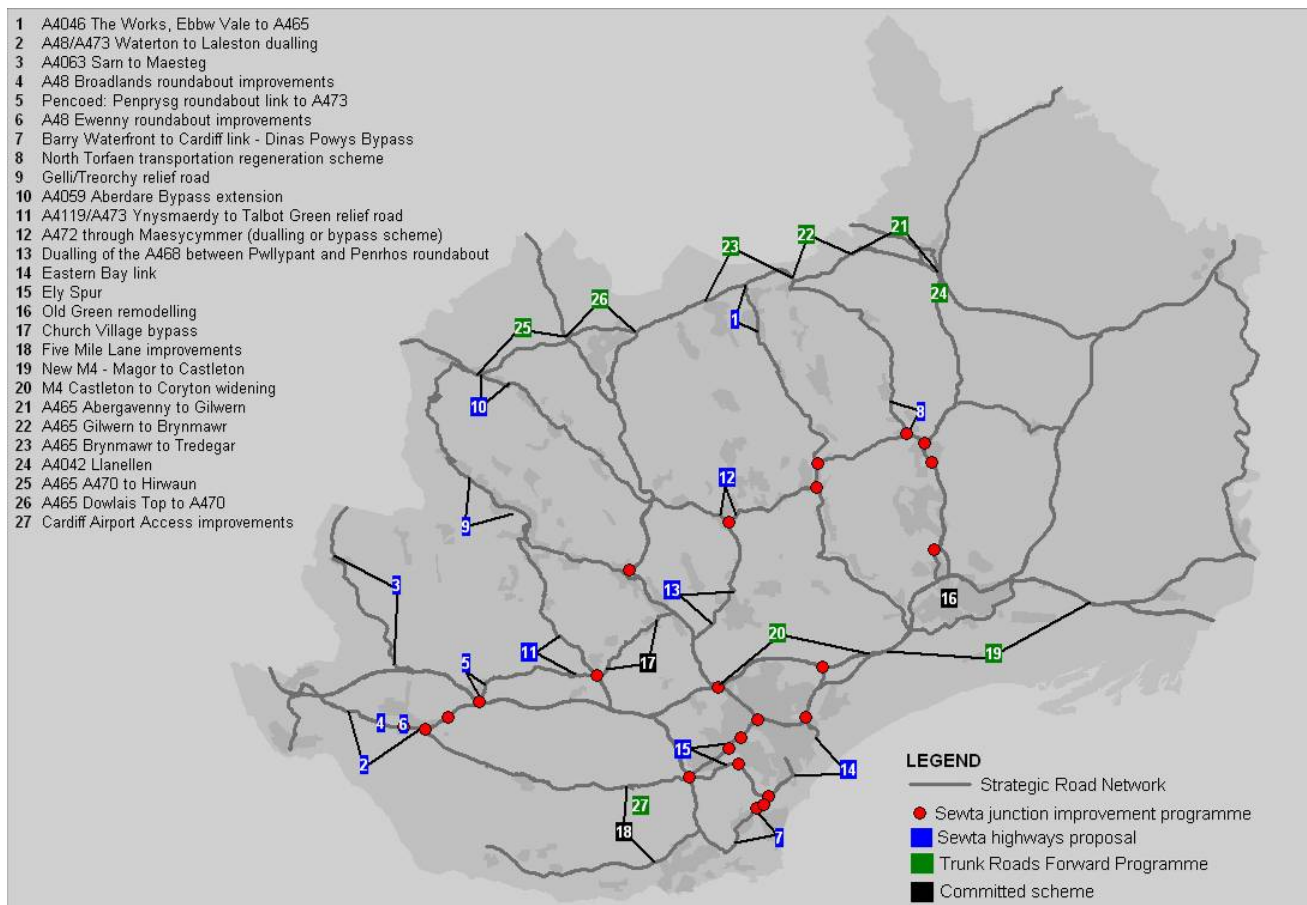 1 A4046 The Works, Ebbw Vale to A465
2 A48/A473 Waterton to Laleston dualling
3 A4063 Sarn to Maesteg
4 A48 Broadlands roundabout improvements
5 Pencoed: Penprysg roundabout link to A473
6 A48 Ewenny roundabout improvements
7 Barry Waterfront to Cardiff link - Dinas Powys Bypass
8 North Torfaen transportation regeneration scheme
9 Gelli/Treorchy relief road
10 A4059 Aberdare Bypass extension
11 A4119/A473 Ynysmaerdy to Talbot Green relief road
12 A472 through Maesycymmer (dualling or bypass scheme)
13 Dualling of the A468 between Pwllypant and Penrhos roundabout
14 Eastern Bay link
15 Ely Spur
16 Old Green remodelling
17 Church Village bypass
18 Five Mile Lane improvements
19 New M4 - Magor to Castleton
20 M4 Castleton to Coryton widening
21 A465 Abergavenny to Gilwern
22 A465 Gilwern to Brynmawr
23 A465 Brynmawr to Tredegar
24 A4042 Llanellen
25 A465 A470 to Hirwaun
26 A465 Dowlais Top to A470
27 Cardiff Airport Access improvements
21
22
23
24
26
1
25
10
8
12
9
3
13
16
20
11
17
19
5
4
6
15
2
14
27
18
7
LEGEND
Strategic Road Network
Sewta junction improvement programme
Sewta highways proposal
Trunk Roads Forward Programme
Committed scheme